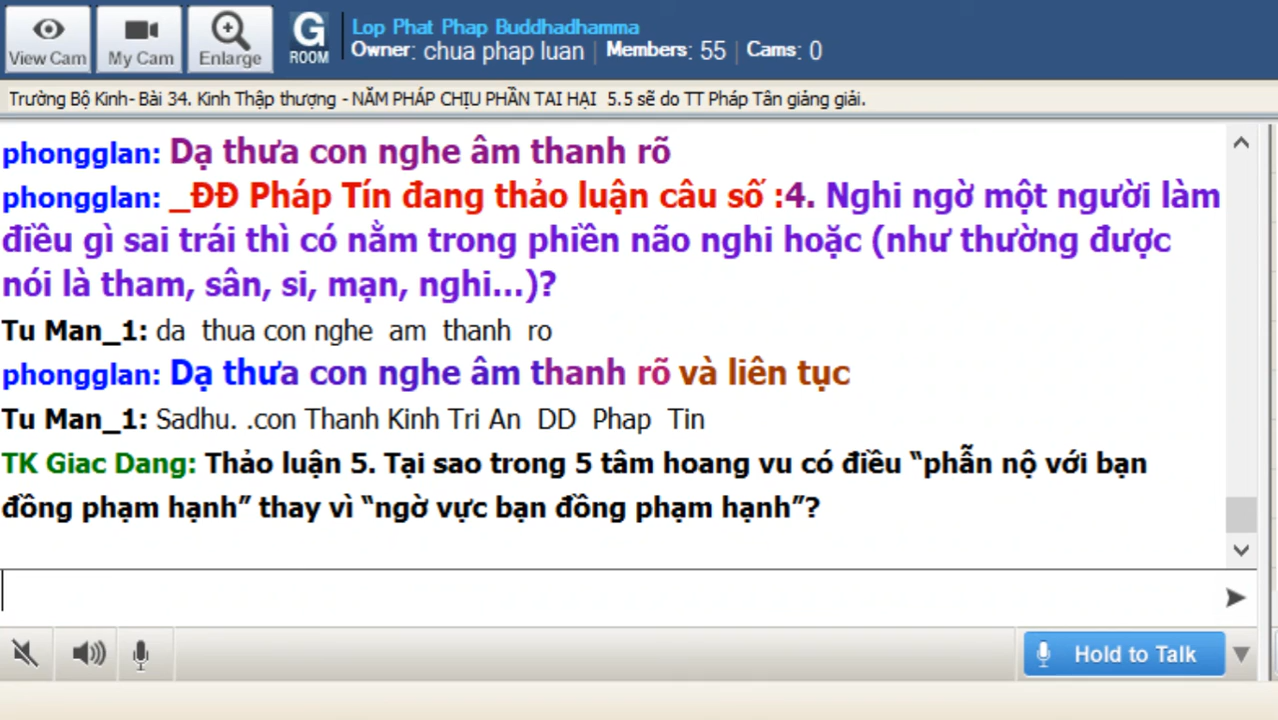 Lop Phat Phap Buddhadhamma
View Cam My Cam Enlarge G ROOM Owner: chua phap luan | Members: 55 | Cams: 0
Trường Bộ Kinh- Bài 34. Kinh Thập thượng - NĂM PHÁP CHỊU PHẦN TAI HẠI 5.5 sẽ do TT Pháp Tân giảng giải.
phongglan: Dạ thưa con nghe âm thanh rõ
phongglan: _ĐĐ Pháp Tín đang thảo luận câu số :4. Nghi ngờ một người làm
điều gì sai trái thì có nằm trong phiền não nghi hoặc (như thường được
nói là tham, sân, si, mạn, nghi...)?
Tu Man_1: da thua con nghe am thanh ro
phongglan: Dạ thưa con nghe âm thanh rõ và liên tục
Tu Man_1: Sadhu. .con Thanh Kinh Tri An DD Phap Tin
TK Giac Dang: Thảo luận 5. Tại sao trong 5 tâm hoang vu có điều “phẫn nộ với bạn
đồng phạm hạnh” thay vì “ngờ vực bạn đồng phạm hạnh”?
Hold to Talk